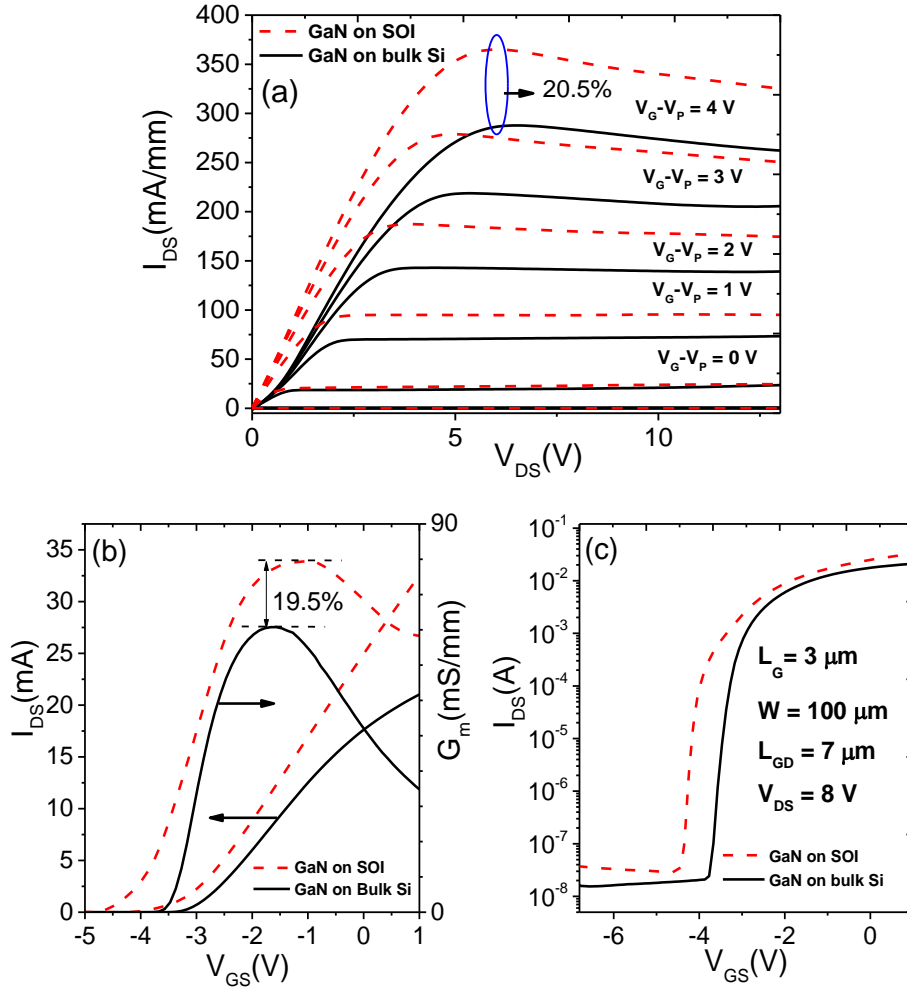 400
350
300
250
200
150
100
50
0
I_DS(mA/mm)
GaN on SOI
GaN on bulk Si
(a)
20.5%
V_G-V_P = 4 V
V_G-V_P = 3 V
V_G-V_P = 2 V
V_G-V_P = 1 V
V_G-V_P = 0 V
0 5 10
V_DS(V)
(b)
35
30
25
20
15
10
5
0
I_DS(mA)
19.5%
90
0
G_m(mS/mm)
GaN on SOI
GaN on Bulk Si
-5 -4 -3 -2 -1 0 1
V_GS(V)
(c)
10^-1
10^-2
10^-3
10^-4
10^-5
10^-6
10^-7
10^-8
I_DS(A)
L_G = 3 μm
W = 100 μm
L_GD = 7 μm
V_DS = 8 V
GaN on SOI
GaN on bulk Si
-6 -4 -2 0
V_GS(V)